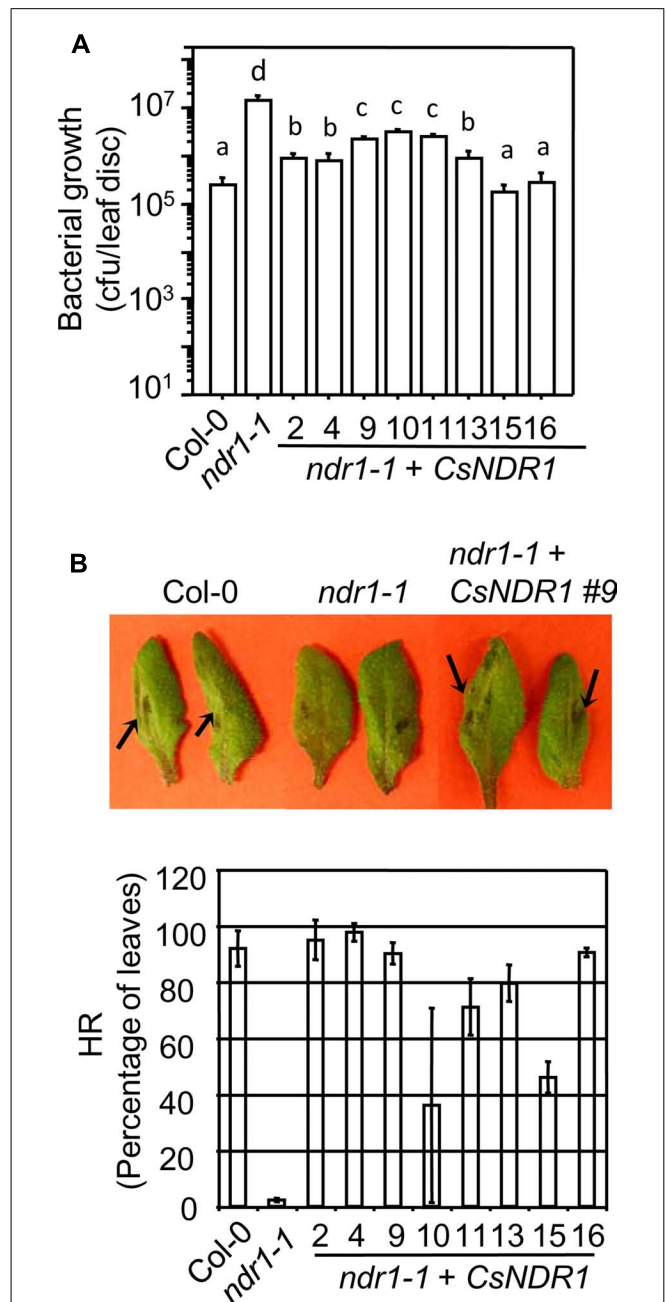 A
Bacterial growth
(cfu/leaf disc)
10^7
10^5
10^3
10^1
a d b b c c c b a a
Col-0 ndr1-1 2 4 9 10 11 13 15 16
ndr1-1 + CsNDR1
B
Col-0 ndr1-1 ndr1-1 + CsNDR1 #9
HR
(Percentage of leaves)
120
100
80
60
40
20
0
Col-0 ndr1-1 2 4 9 10 11 13 15 16
ndr1-1 + CsNDR1